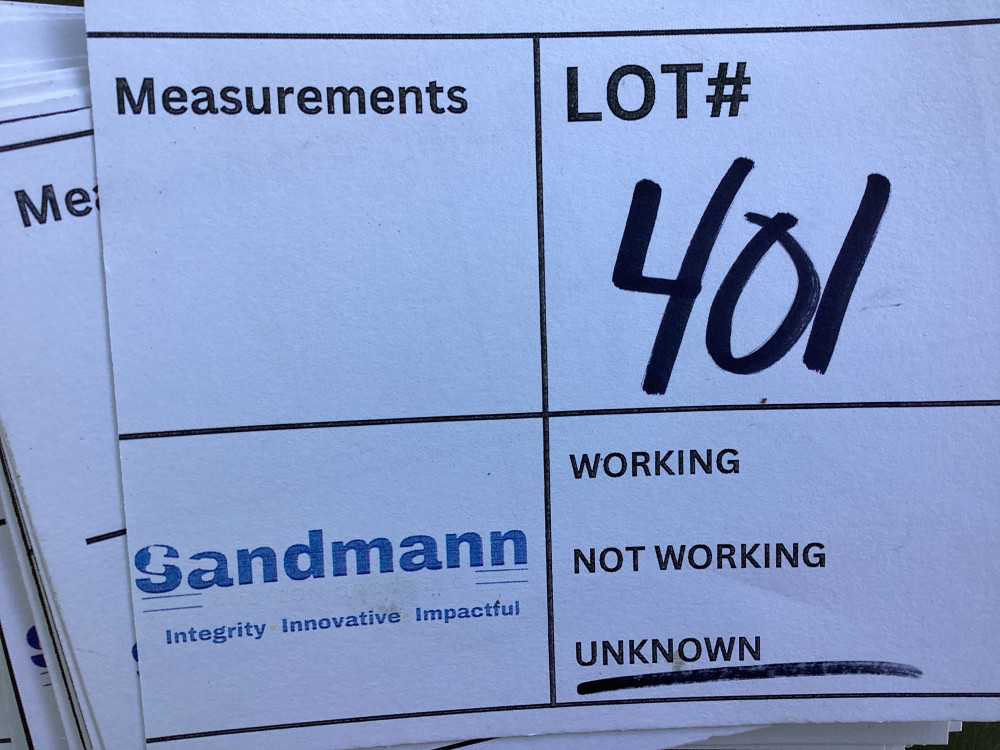 Measurements
LOT#
401
Mea
Sandmann
Integrity Innovative Impactful
WORKING
NOT WORKING
UNKNOWN